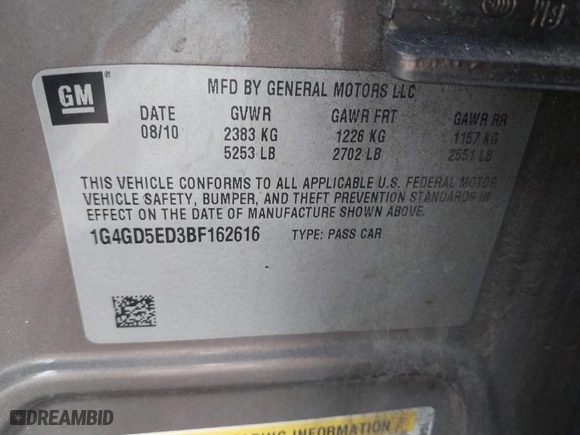 GM
MFD BY GENERAL MOTORS LLC
DATE GVWR GAWR FRT GAWR RR
08/10 2383 KG 1226 KG 1157 KG
5253 LB 2702 LB 2551 LB
THIS VEHICLE CONFORMS TO ALL APPLICABLE U.S. FEDERAL MOTOR
VEHICLE SAFETY, BUMPER, AND THEFT PREVENTION STANDARDS IN
EFFECT ON THE DATE OF MANUFACTURE SHOWN ABOVE.
1G4GD5ED3BF162616 TYPE: PASS CAR
DREAMBID
INFORMATION